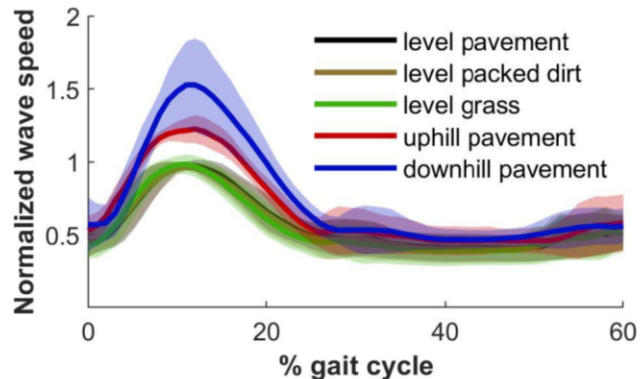 Normalized wave speed
2
1.5
1
0.5
level pavement
level packed dirt
level grass
uphill pavement
downhill pavement
0
20
40
60
% gait cycle